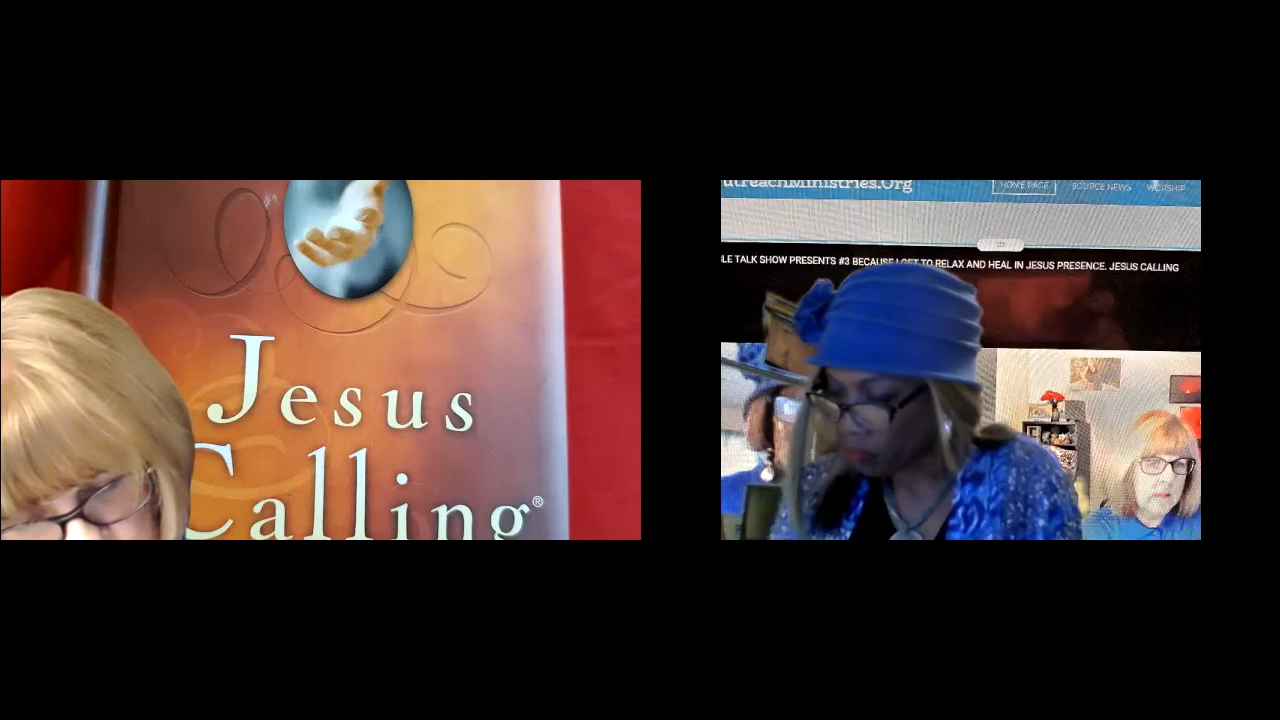 Jesus
Calling®
utreachMinistries.Org
HOME PAGE
SOURCE NEWS
WORSHIP
LE TALK SHOW PRESENTS #3 BECAUSE I GET TO RELAX AND HEAL IN JESUS PRESENCE. JESUS CALLING